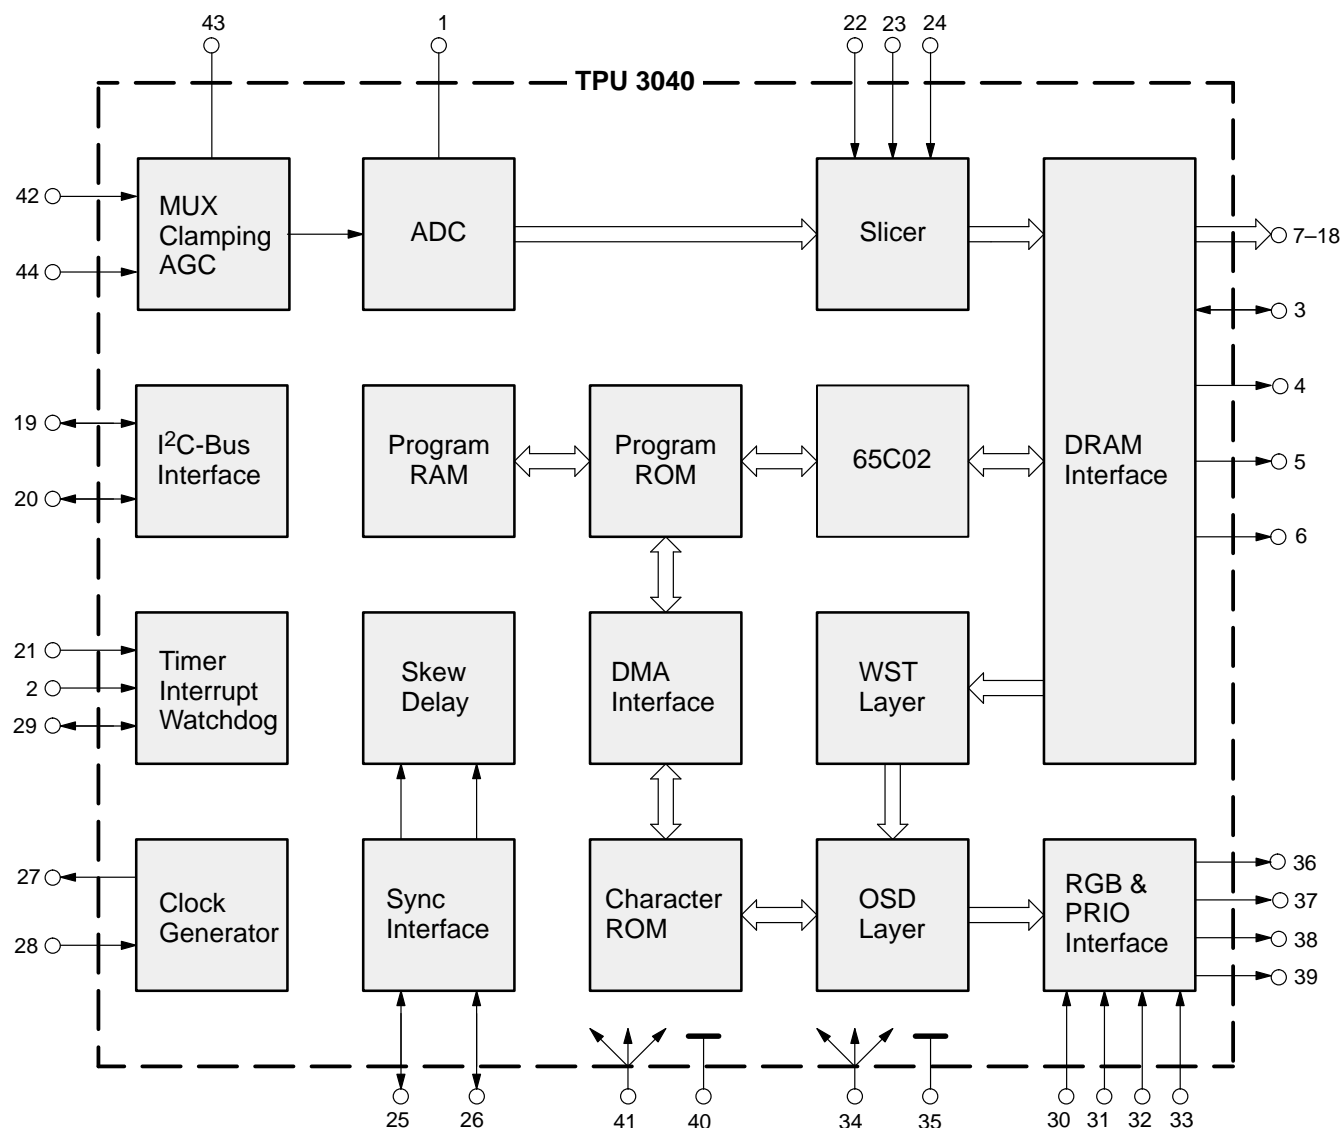 43 1 22 23 24
TPU 3040
42
44
MUX
Clamping
AGC
ADC
Slicer
7–18
3
4
5
6
19
20
I2C-Bus
Interface
Program
RAM
Program
ROM
65C02
DRAM
Interface
21
2
29
Timer
Interrupt
Watchdog
Skew
Delay
DMA
Interface
WST
Layer
27
28
Clock
Generator
Sync
Interface
Character
ROM
OSD
Layer
RGB &
PRIO
Interface
36
37
38
39
25 26 41 40 34 35 30 31 32 33